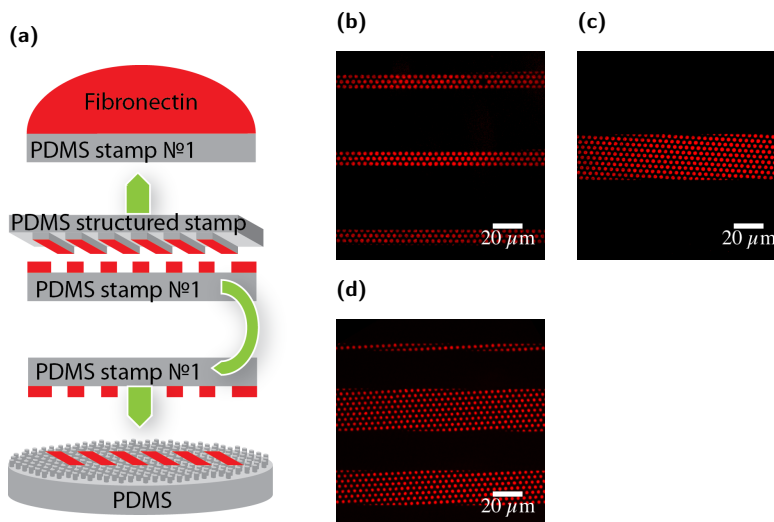 (a)
Fibronectin
PDMS stamp №1
PDMS structured stamp
PDMS stamp №1
PDMS stamp №1
PDMS
(b)
20 µm
(c)
20 µm
(d)
20 µm